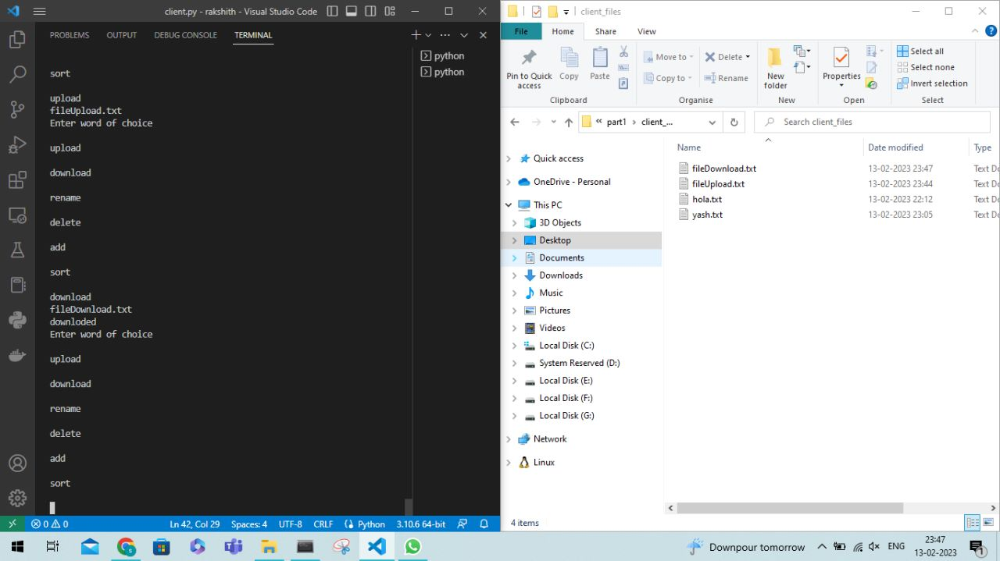 client.py - rakshith - Visual Studio Code
PROBLEMS OUTPUT DEBUG CONSOLE TERMINAL
python
python
sort
upload
fileUpload.txt
Enter word of choice
upload
download
rename
delete
add
sort
download
fileDownload.txt
downloded
Enter word of choice
upload
download
rename
delete
add
sort
0 0 Ln 42, Col 29 Spaces: 4 UTF-8 CRLF Python 3.10.6 64-bit
client_files
File Home Share View
Pin to Quick access
Copy
Paste
Move to
Copy to
Delete
Rename
New folder
Properties
Select all
Select none
Invert selection
Clipboard Organise New Open Select
« part1 › client_...
Search client_files
Name Date modified Type
fileDownload.txt 13-02-2023 23:47 Text Do
fileUpload.txt 13-02-2023 23:44 Text Do
hola.txt 13-02-2023 22:12 Text Do
yash.txt 13-02-2023 23:05 Text Do
Quick access
OneDrive - Personal
This PC
3D Objects
Desktop
Documents
Downloads
Music
Pictures
Videos
Local Disk (C:)
System Reserved (D:)
Local Disk (E:)
Local Disk (F:)
Local Disk (G:)
Network
Linux
4 items
Downpour tomorrow ENG 23:47
13-02-2023
1